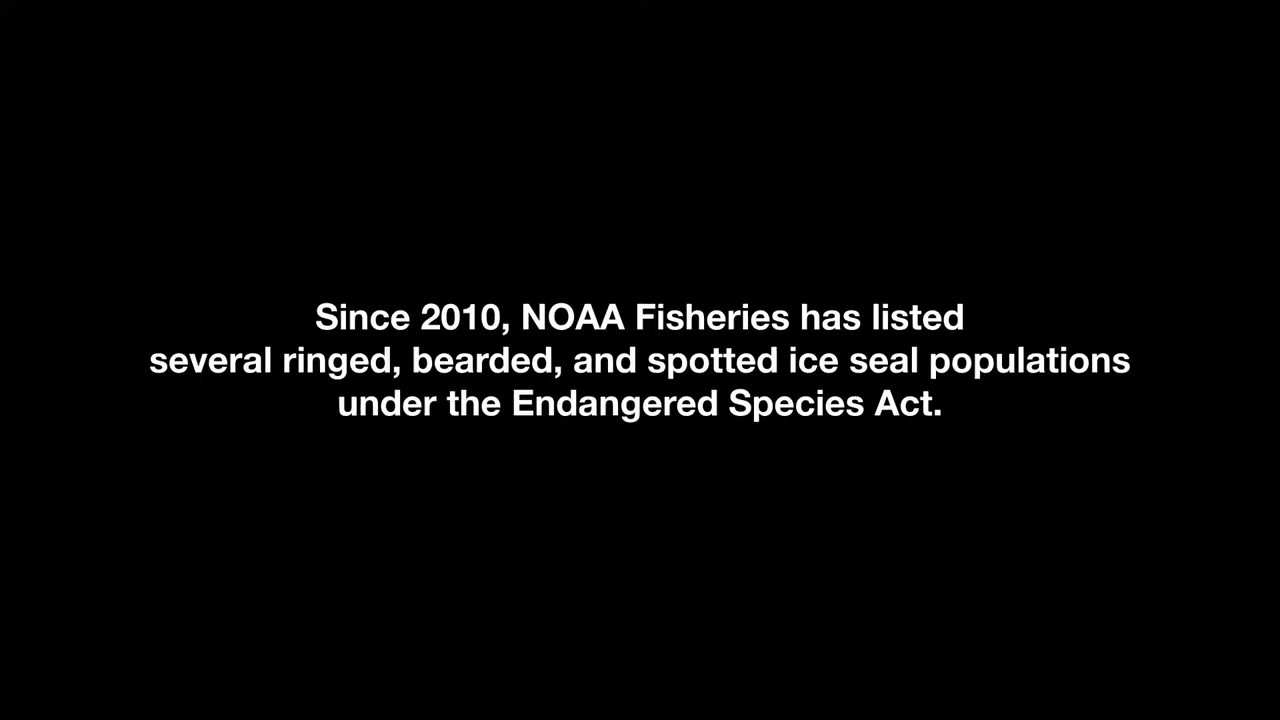 Since 2010, NOAA Fisheries has listed
several ringed, bearded, and spotted ice seal populations
under the Endangered Species Act.